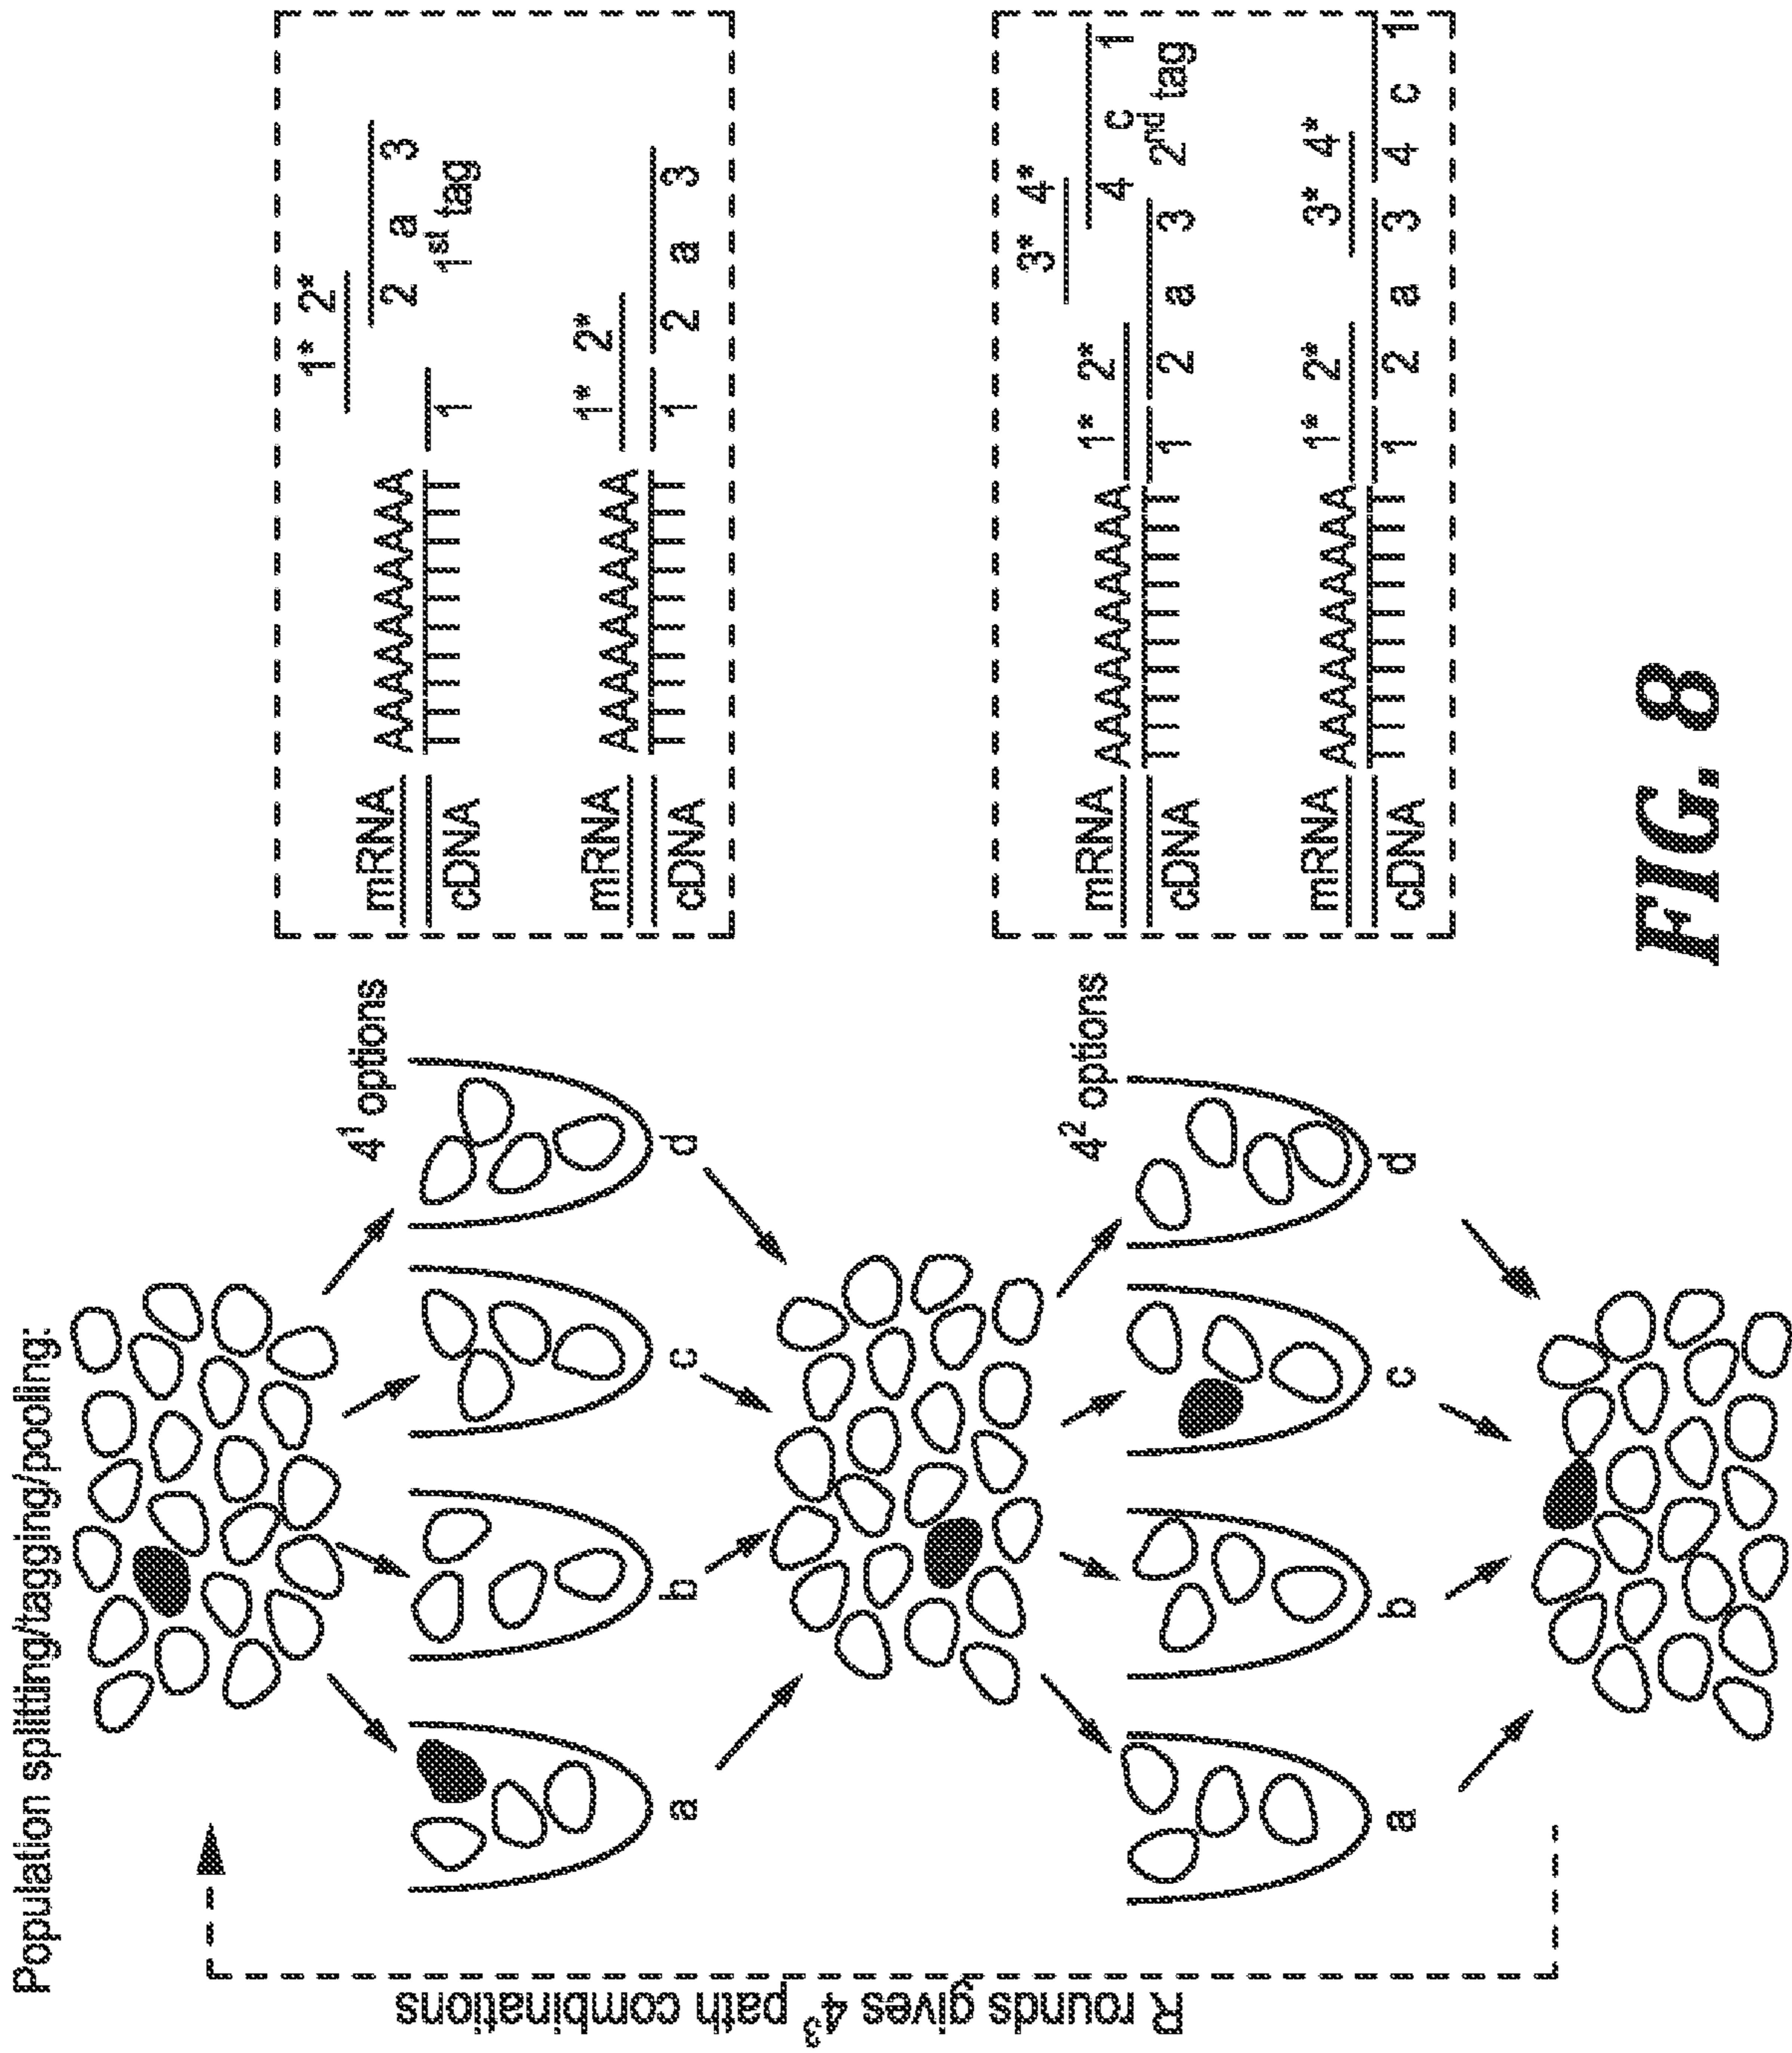 Population splitting/tagging/pooling:
4¹ options
a
b
c
d
R rounds gives 4³ path combinations
4² options
a
b
c
d
1* 2*
mRNA AAAAAAAAAA
cDNA TTTTTTTTTT 1
2 a 3
1ˢᵗ tag
mRNA AAAAAAAAAA 1* 2*
cDNA TTTTTTTTTT 1 2 a 3
3* 4*
mRNA AAAAAAAAAA 1* 2*
4 c 1
cDNA TTTTTTTTTT 1 2 a 3 2ⁿᵈ tag
mRNA AAAAAAAAAA 1* 2* 3* 4*
cDNA TTTTTTTTTT 1 2 a 3 4 c 1
FIG. 8